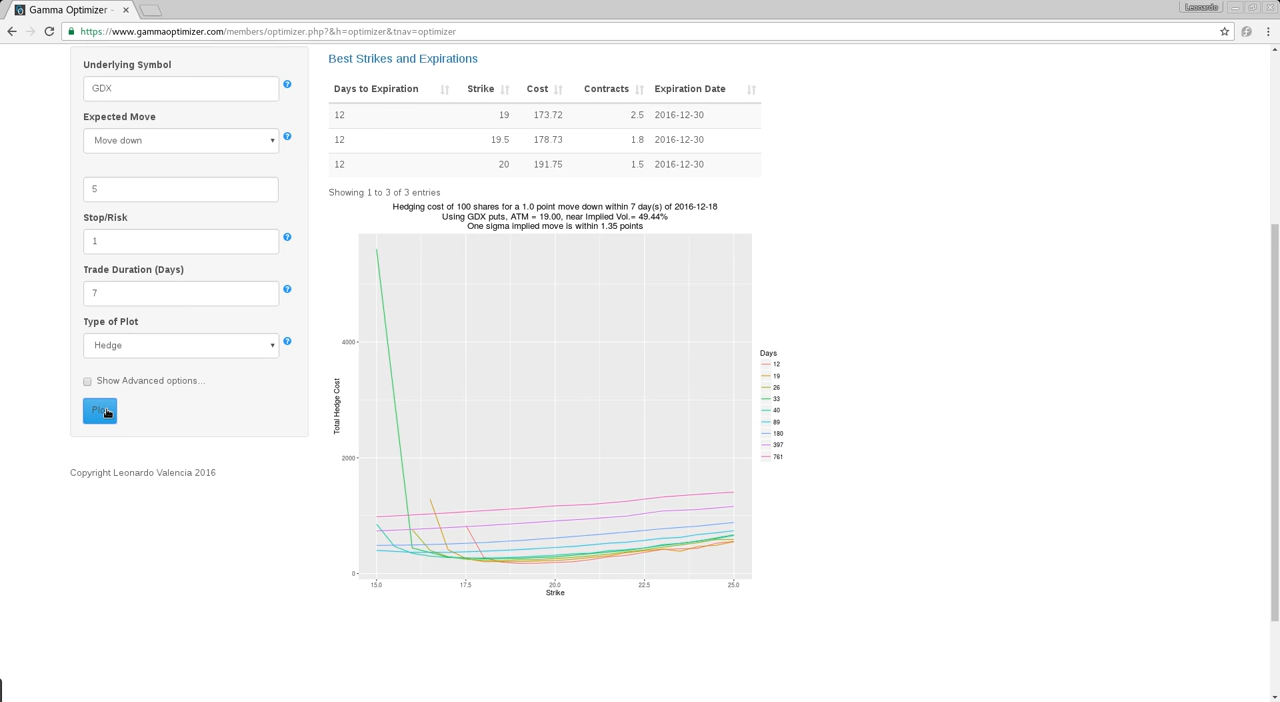 Gamma Optimizer -
Leonardo
https://www.gammaoptimizer.com/members/optimizer.php?&h=optimizer&tnav=optimizer
Underlying Symbol
GDX
Expected Move
Move down
5
Stop/Risk
1
Trade Duration (Days)
7
Type of Plot
Hedge
Show Advanced options...
Plot
Copyright Leonardo Valencia 2016
Best Strikes and Expirations
Days to Expiration Strike Cost Contracts Expiration Date
12 19 173.72 2.5 2016-12-30
12 19.5 178.73 1.8 2016-12-30
12 20 191.75 1.5 2016-12-30
Showing 1 to 3 of 3 entries
Hedging cost of 100 shares for a 1.0 point move down within 7 day(s) of 2016-12-18
Using GDX puts, ATM = 19.00, near Implied Vol.= 49.44%
One sigma implied move is within 1.35 points
Total Hedge Cost
4000
2000
0
15.0 17.5 20.0 22.5 25.0
Strike
Days
12
19
26
33
40
89
180
397
761